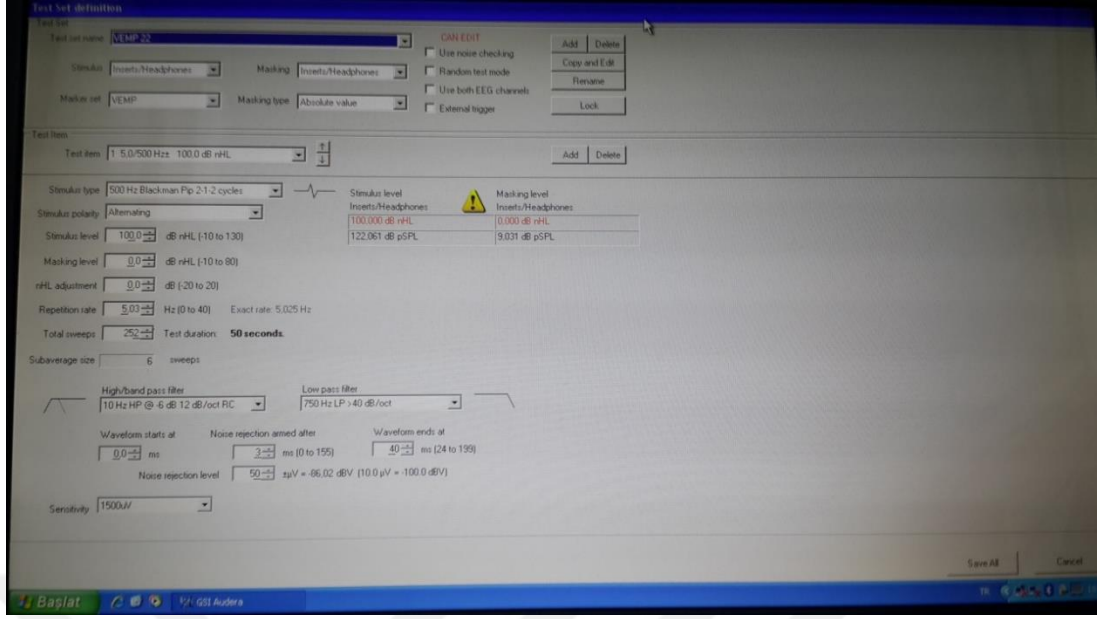 Test Set definition
Test Set
Test set name VEMP 22
CAN EDIT
Use noise checking
Random test mode
Use both EEG channels
External trigger
Add Delete
Copy and Edit
Rename
Lock
Stimulus Inserts/Headphones Masking Inserts/Headphones
Marker set VEMP Masking type Absolute value
Test Item
Test item 1 5,0/500 Hz± 100,0 dB nHL
Add Delete
Stimulus type 500 Hz Blackman Pip 2-1-2 cycles
Stimulus polarity Alternating
Stimulus level 100,0 dB nHL (-10 to 130)
Masking level 0,0 dB nHL (-10 to 80)
nHL adjustment 0,0 dB (-20 to 20)
Repetition rate 5,03 Hz (0 to 40) Exact rate: 5,025 Hz
Total sweeps 252 Test duration: 50 seconds.
Subaverage size 6 sweeps
Stimulus level
Inserts/Headphones
100,000 dB nHL
122,061 dB pSPL
Masking level
Inserts/Headphones
0,000 dB nHL
9,031 dB pSPL
High/band pass filter
10 Hz HP @ -6 dB 12 dB/oct RC
Low pass filter
750 Hz LP >40 dB/oct
Waveform starts at Noise rejection armed after Waveform ends at
0,0 ms 3 ms (0 to 155) 40 ms (24 to 199)
Noise rejection level 50 ±µV = -86,02 dBV (10.0 µV = -100.0 dBV)
Sensitivity 1500uV
Save All Cancel
Başlat GSI Audera TR